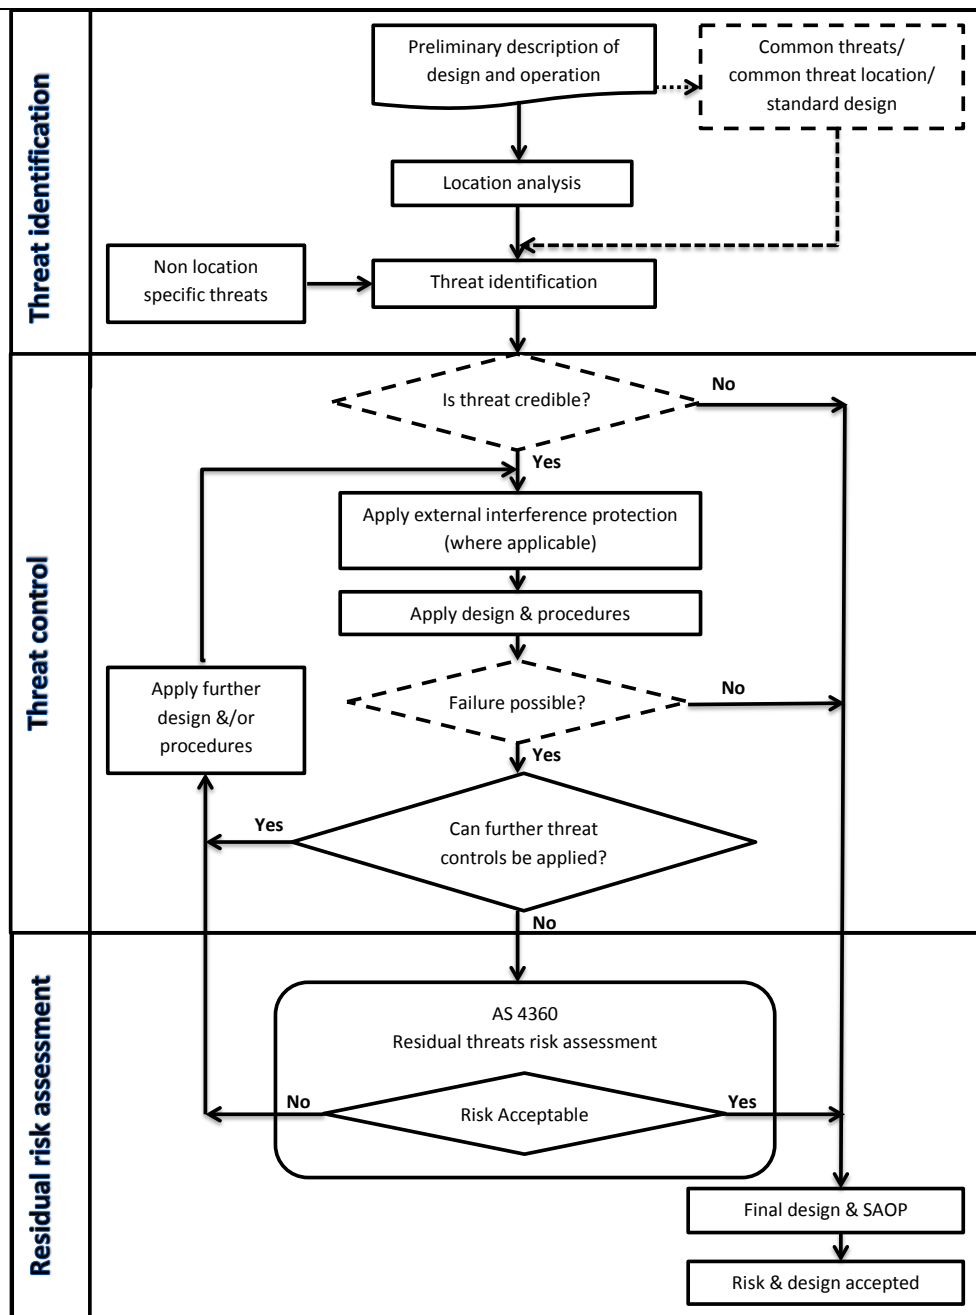 Threat identification
Preliminary description of
design and operation
Common threats/
common threat location/
standard design
Location analysis
Non location
specific threats
Threat identification
Threat control
Is threat credible?
No
Yes
Apply external interference protection
(where applicable)
Apply design & procedures
Apply further
design &/or
procedures
Failure possible?
No
Yes
Can further threat
controls be applied?
Yes
No
Residual risk assessment
AS 4360
Residual threats risk assessment
No
Risk Acceptable
Yes
Final design & SAOP
Risk & design accepted